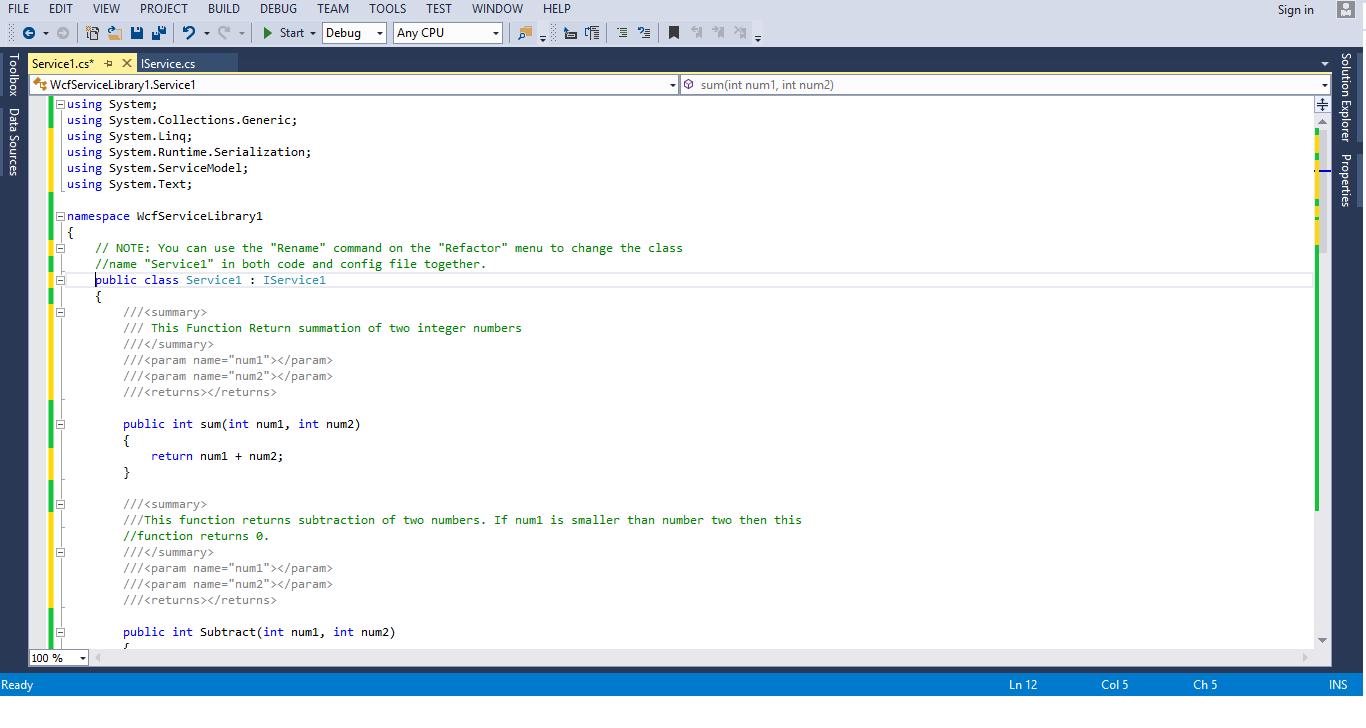 FILE EDIT VIEW PROJECT BUILD DEBUG TEAM TOOLS TEST WINDOW HELP Sign in
Start Debug Any CPU
Toolbox
Data Sources
Service1.cs* IService.cs
WcfServiceLibrary1.Service1 sum(int num1, int num2)
using System;
using System.Collections.Generic;
using System.Linq;
using System.Runtime.Serialization;
using System.ServiceModel;
using System.Text;
namespace WcfServiceLibrary1
{
// NOTE: You can use the "Rename" command on the "Refactor" menu to change the class
//name "Service1" in both code and config file together.
public class Service1 : IService1
{
///<summary>
/// This Function Return summation of two integer numbers
///</summary>
///<param name="num1"></param>
///<param name="num2"></param>
///<returns></returns>
public int sum(int num1, int num2)
{
return num1 + num2;
}
///<summary>
///This function returns subtraction of two numbers. If num1 is smaller than number two then this
//function returns 0.
///</summary>
///<param name="num1"></param>
///<param name="num2"></param>
///<returns></returns>
public int Subtract(int num1, int num2)
{
Solution Explorer
Properties
100 %
Ready Ln 12 Col 5 Ch 5 INS